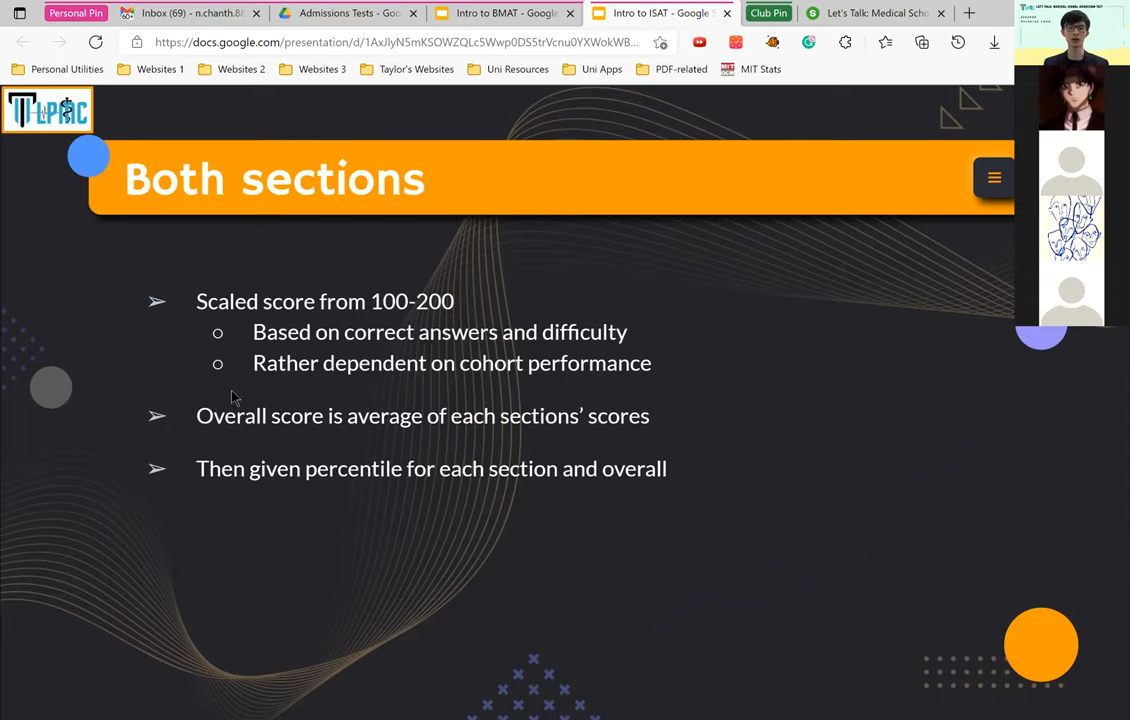 Personal Pin
Inbox (69) - n.chanth.88
Admissions Tests - Goo
Intro to BMAT - Google
Intro to ISAT - Google S
Club Pin
Let's Talk: Medical Scho
https://docs.google.com/presentation/d/1AxJlyN5mKSOWZQLc5Wwp0DS5trVcnu0YXWokWB...
Personal Utilities
Websites 1
Websites 2
Websites 3
Taylor's Websites
Uni Resources
Uni Apps
PDF-related
MIT Stats
LPMC
Both sections
➢ Scaled score from 100-200
○ Based on correct answers and difficulty
○ Rather dependent on cohort performance
➢ Overall score is average of each sections’ scores
➢ Then given percentile for each section and overall